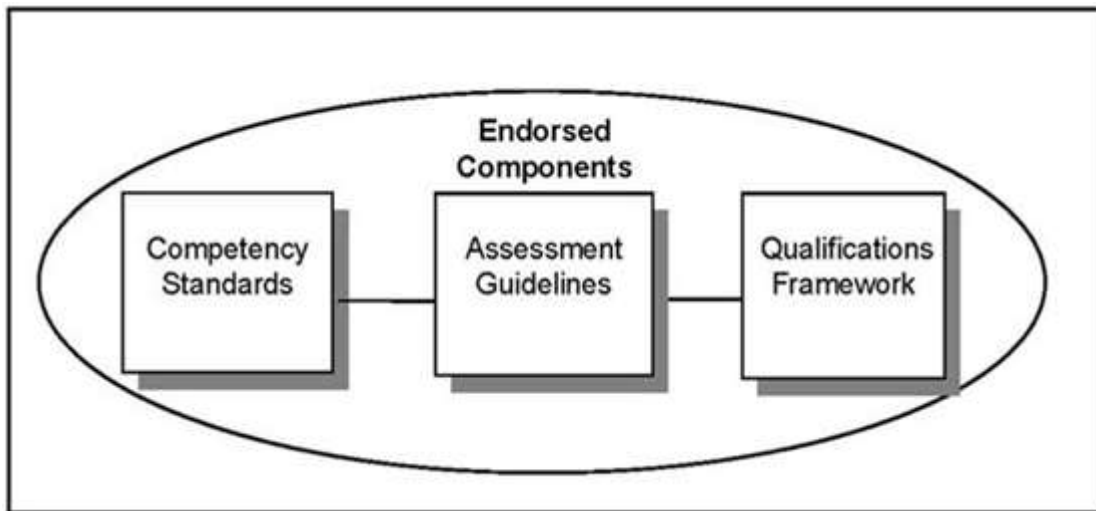 Endorsed
Components
Competency
Standards
Assessment
Guidelines
Qualifications
Framework